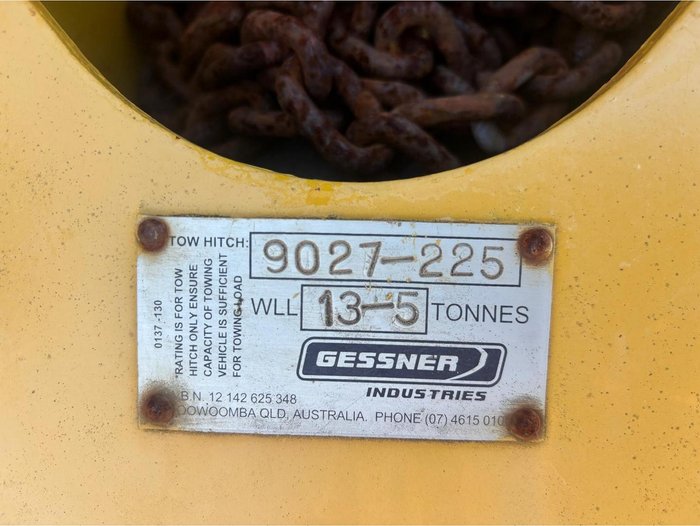 TOW HITCH: 9027-225
WLL 13-5 TONNES
0137 -130
*RATING IS FOR TOW
HITCH ONLY ENSURE
CAPACITY OF TOWING
VEHICLE IS SUFFICIENT
FOR TOWING LOAD
GESSNER
INDUSTRIES
B.N. 12 142 625 348
OOWOOMBA QLD, AUSTRALIA. PHONE (07) 4615 010